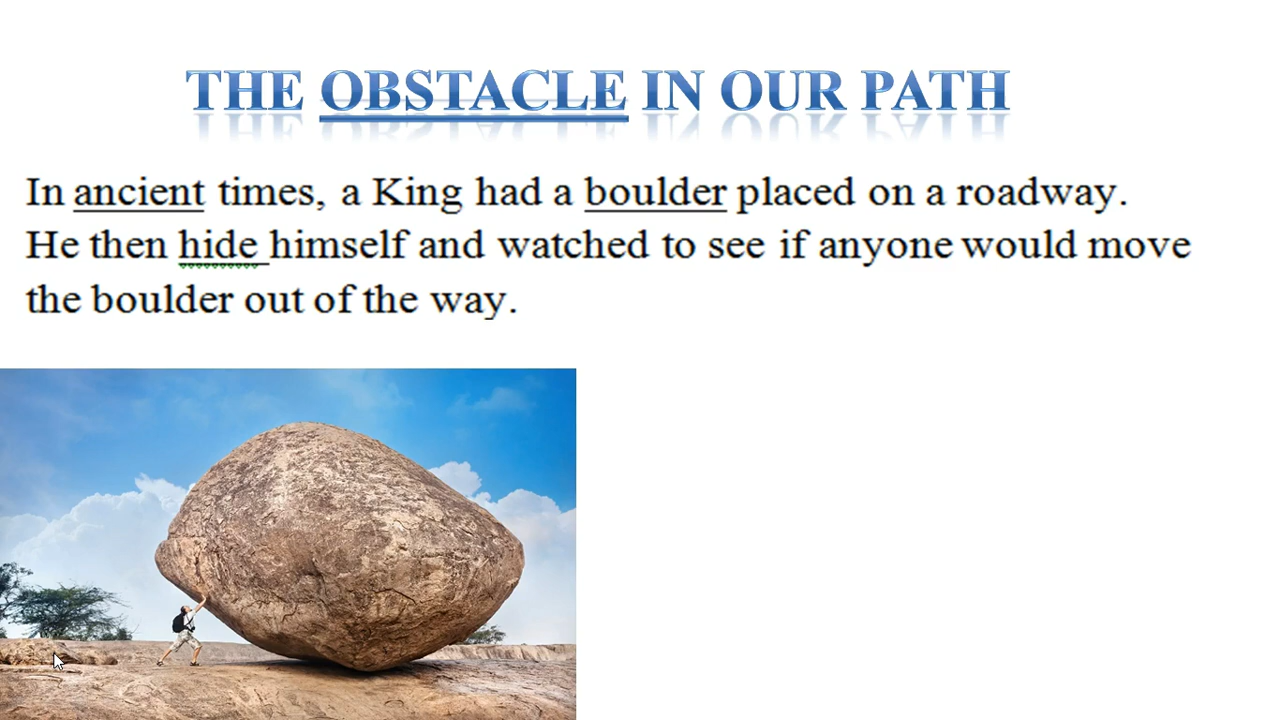 THE OBSTACLE IN OUR PATH
In ancient times, a King had a boulder placed on a roadway.
He then hide himself and watched to see if anyone would move
the boulder out of the way.